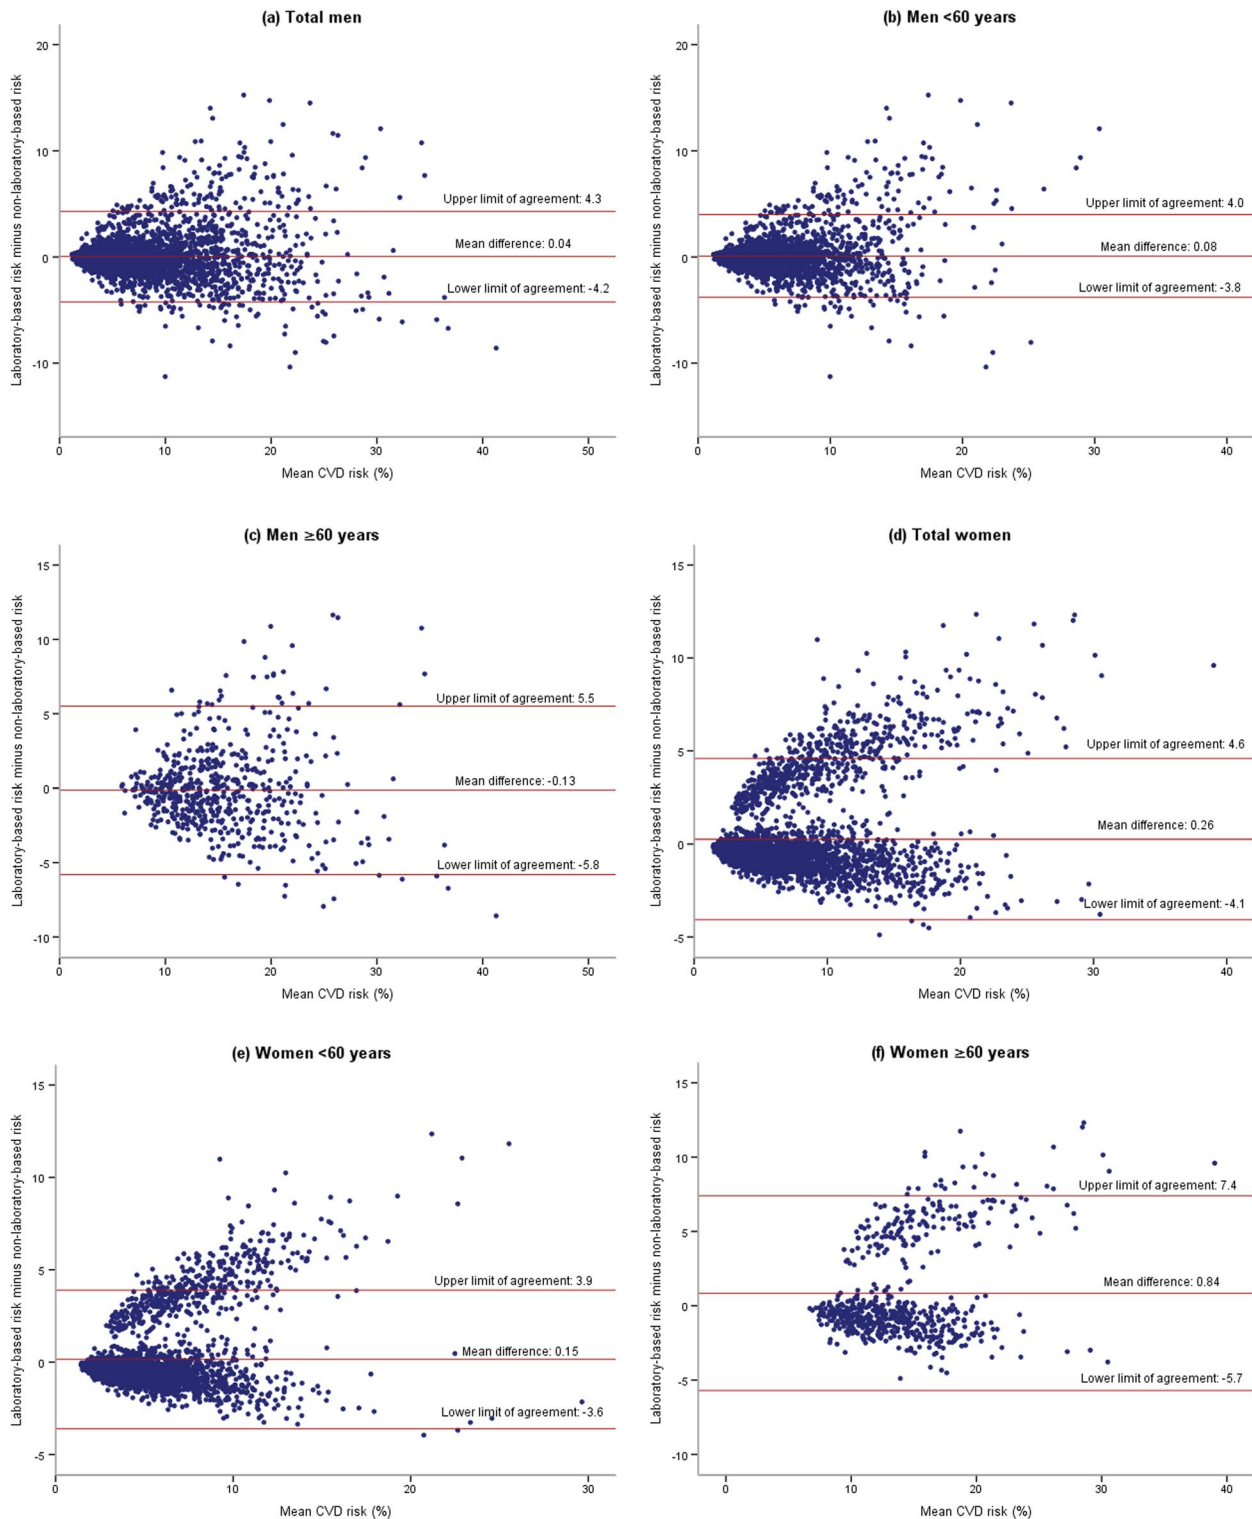 (a) Total men
Laboratory-based risk minus non-laboratory-based risk
20
10
0
-10
Upper limit of agreement: 4.3
Mean difference: 0.04
Lower limit of agreement: -4.2
0 10 20 30 40 50
Mean CVD risk (%)
(b) Men <60 years
Laboratory-based risk minus non-laboratory-based risk
20
10
0
-10
Upper limit of agreement: 4.0
Mean difference: 0.08
Lower limit of agreement: -3.8
0 10 20 30 40
Mean CVD risk (%)
(c) Men ≥60 years
Laboratory-based risk minus non-laboratory-based risk
15
10
5
0
-5
-10
Upper limit of agreement: 5.5
Mean difference: -0.13
Lower limit of agreement: -5.8
0 10 20 30 40 50
Mean CVD risk (%)
(d) Total women
Laboratory-based risk minus non-laboratory-based risk
15
10
5
0
-5
Upper limit of agreement: 4.6
Mean difference: 0.26
Lower limit of agreement: -4.1
0 10 20 30 40
Mean CVD risk (%)
(e) Women <60 years
Laboratory-based risk minus non-laboratory-based risk
15
10
5
0
-5
Upper limit of agreement: 3.9
Mean difference: 0.15
Lower limit of agreement: -3.6
0 10 20 30
Mean CVD risk (%)
(f) Women ≥60 years
Laboratory-based risk minus non-laboratory-based risk
15
10
5
0
-5
-10
Upper limit of agreement: 7.4
Mean difference: 0.84
Lower limit of agreement: -5.7
0 10 20 30 40
Mean CVD risk (%)